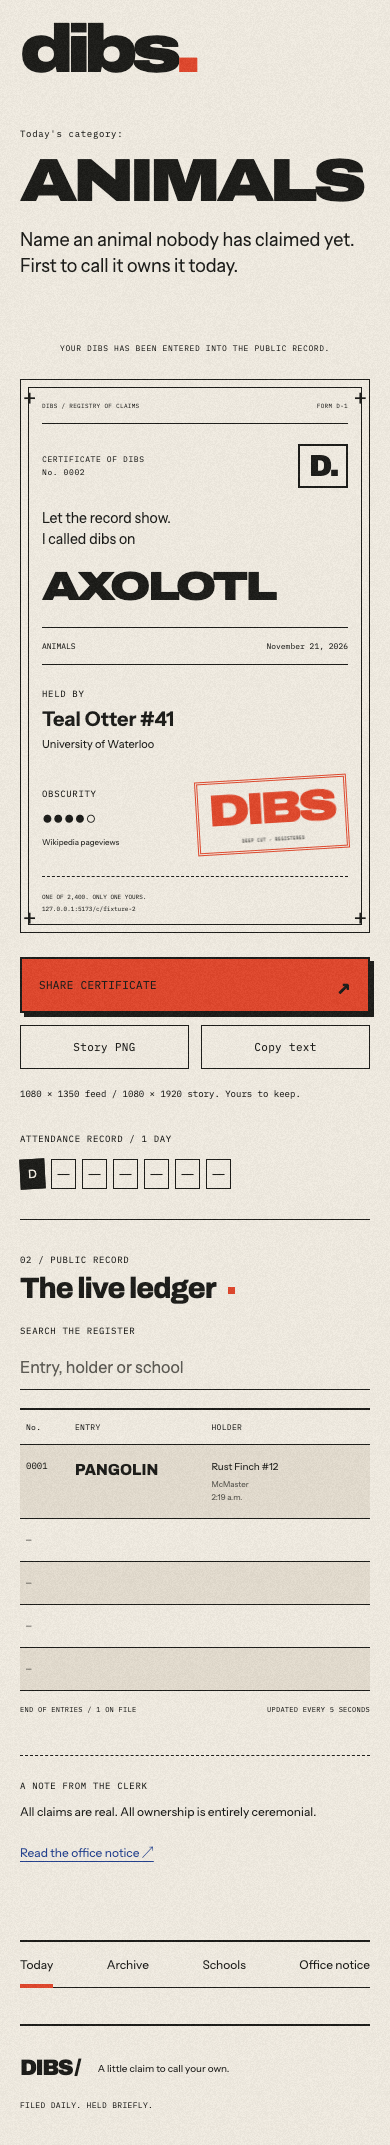 dibs.
Today's category:
ANIMALS
Name an animal nobody has claimed yet.
First to call it owns it today.
YOUR DIBS HAS BEEN ENTERED INTO THE PUBLIC RECORD.
DIBS / REGISTRY OF CLAIMS FORM D-1
CERTIFICATE OF DIBS
No. 0002
D.
Let the record show.
I called dibs on
AXOLOTL
ANIMALS November 21, 2026
HELD BY
Teal Otter #41
University of Waterloo
OBSCURITY
Wikipedia pageviews
DIBS
DEEP CUT · REGISTERED
ONE OF 2,400. ONLY ONE YOURS.
127.0.0.1:5173/c/fixture-2
SHARE CERTIFICATE ↗
Story PNG Copy text
1080 × 1350 feed / 1080 × 1920 story. Yours to keep.
ATTENDANCE RECORD / 1 DAY
D — — — — — —
02 / PUBLIC RECORD
The live ledger
SEARCH THE REGISTER
Entry, holder or school
No. ENTRY HOLDER
0001 PANGOLIN Rust Finch #12
McMaster
2:19 a.m.
—
—
—
—
END OF ENTRIES / 1 ON FILE UPDATED EVERY 5 SECONDS
A NOTE FROM THE CLERK
All claims are real. All ownership is entirely ceremonial.
Read the office notice ↗
Today Archive Schools Office notice
DIBS/ A little claim to call your own.
FILED DAILY. HELD BRIEFLY.